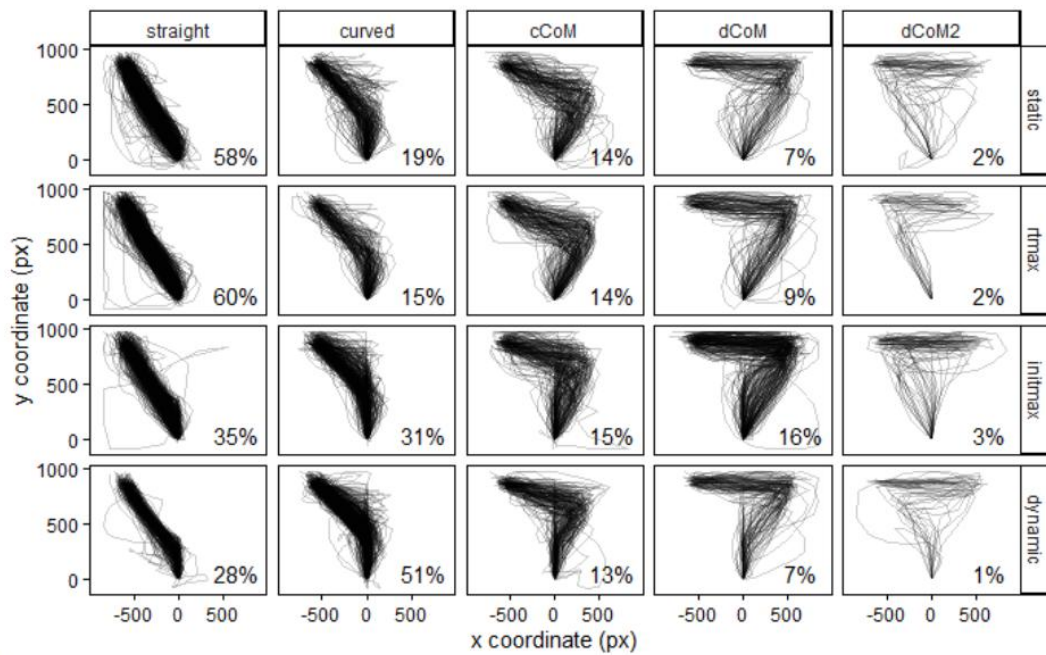 straight curved cCoM dCoM dCoM2
1000
500
0
58% 19% 14% 7% 2%
static
1000
500
0
60% 15% 14% 9% 2%
rtmax
1000
500
0
35% 31% 15% 16% 3%
initmax
1000
500
0
28% 51% 13% 7% 1%
dynamic
-500 0 500 -500 0 500 -500 0 500 -500 0 500 -500 0 500
x coordinate (px)
y coordinate (px)